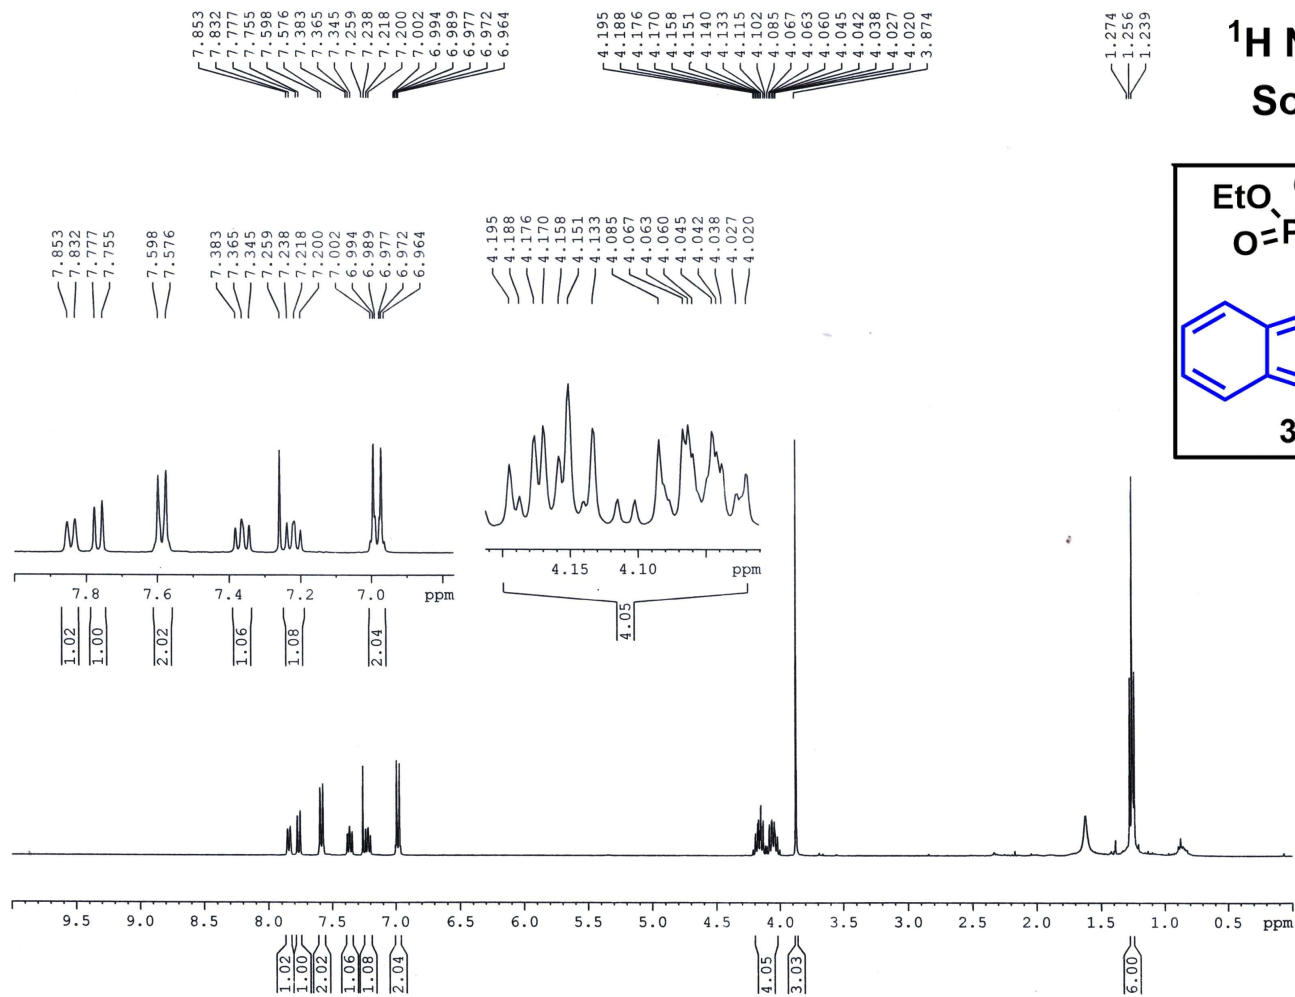 7.853 7.832 7.777 7.755 7.598 7.576 7.383 7.365 7.345 7.259 7.238 7.218 7.200 7.002 6.994 6.989 6.977 6.972 6.964
4.195 4.188 4.176 4.170 4.158 4.151 4.140 4.133 4.115 4.102 4.085 4.067 4.063 4.060 4.045 4.042 4.038 4.027 4.020 3.874
1.274 1.256 1.239
¹H N
So
EtO
O=P
3
7.853 7.832 7.777 7.755 7.598 7.576 7.383 7.365 7.345 7.259 7.238 7.218 7.200 7.002 6.994 6.989 6.977 6.972 6.964
4.195 4.188 4.176 4.170 4.158 4.151 4.133 4.085 4.067 4.063 4.060 4.045 4.042 4.038 4.027 4.020
7.8 7.6 7.4 7.2 7.0 ppm
1.02 1.00 2.02 1.06 1.08 2.04
4.15 4.10 ppm
4.05
9.5 9.0 8.5 8.0 7.5 7.0 6.5 6.0 5.5 5.0 4.5 4.0 3.5 3.0 2.5 2.0 1.5 1.0 0.5 ppm
1.02 1.00 2.02 1.06 1.08 2.04 4.05 3.03 6.00